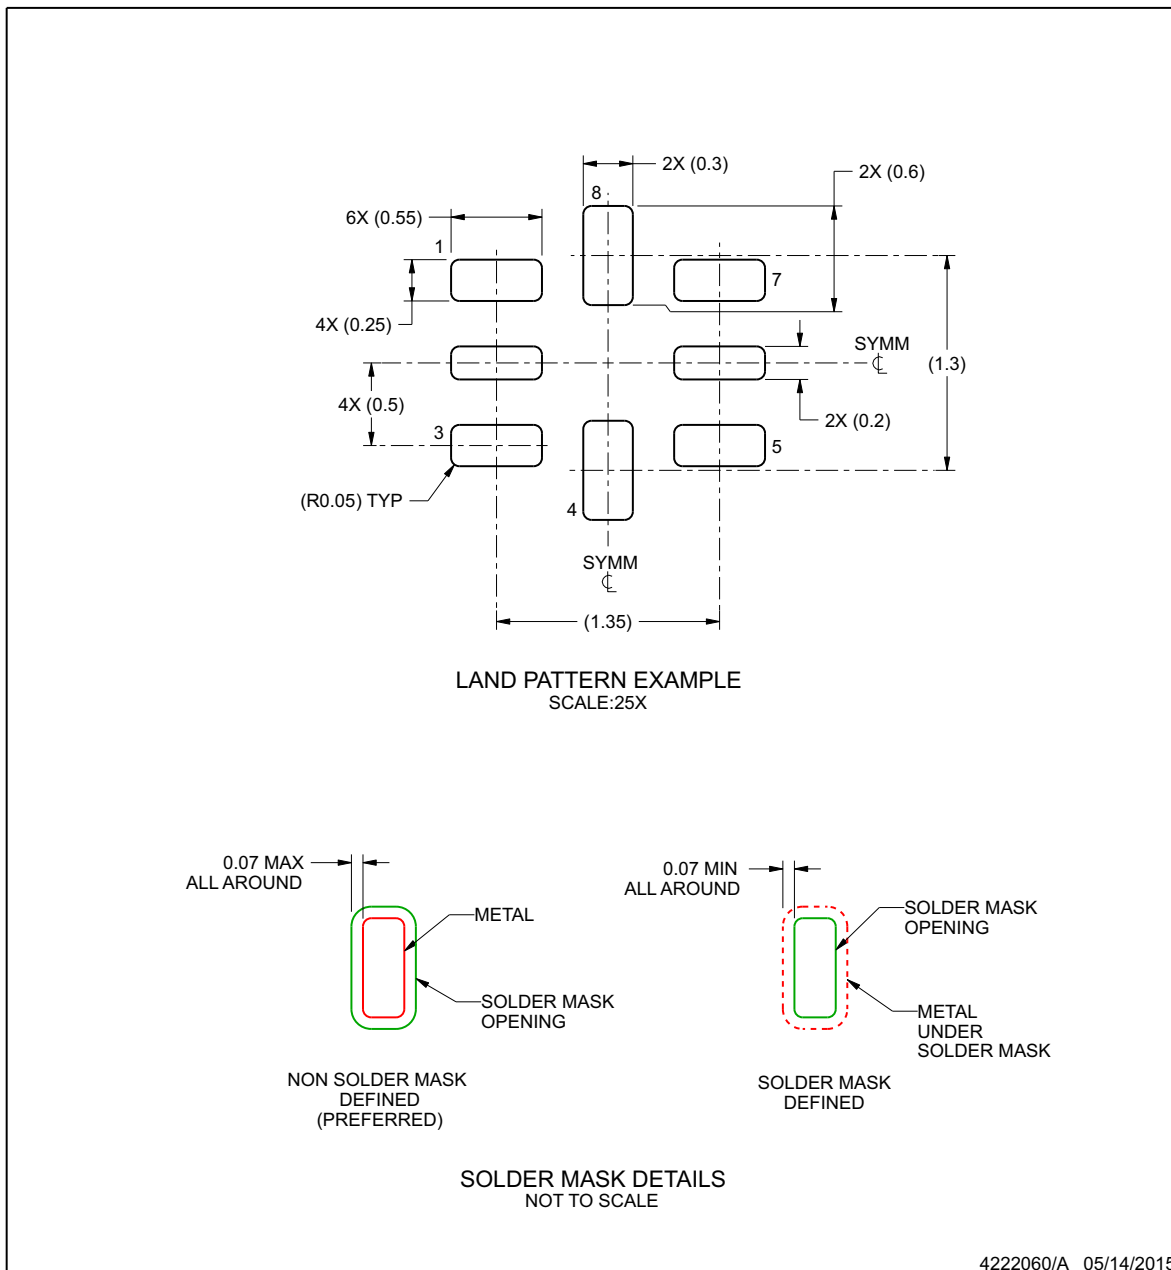 2X (0.3)
2X (0.6)
8
6X (0.55)
1
7
4X (0.25)
SYMM
℄
(1.3)
4X (0.5)
2X (0.2)
3
5
(R0.05) TYP
4
SYMM
℄
(1.35)
LAND PATTERN EXAMPLE
SCALE:25X
0.07 MAX
ALL AROUND
METAL
SOLDER MASK
OPENING
NON SOLDER MASK
DEFINED
(PREFERRED)
0.07 MIN
ALL AROUND
SOLDER MASK
OPENING
METAL
UNDER
SOLDER MASK
SOLDER MASK
DEFINED
SOLDER MASK DETAILS
NOT TO SCALE
4222060/A 05/14/2015